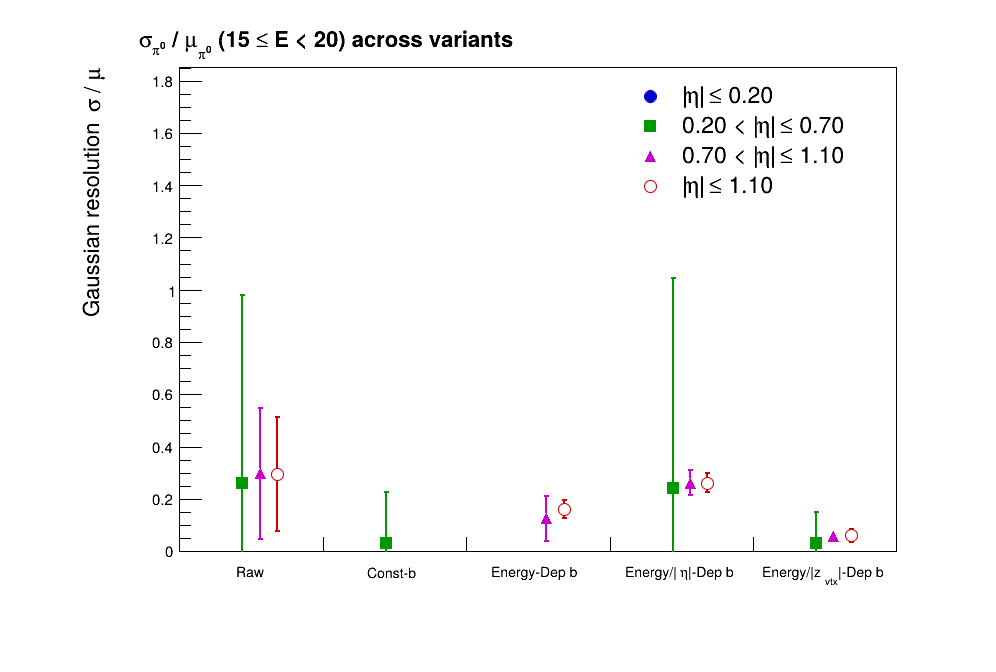 σπ⁰ / μπ⁰ (15 ≤ E < 20) across variants
Gaussian resolution σ / μ
1.8
1.6
1.4
1.2
1
0.8
0.6
0.4
0.2
0
|η| ≤ 0.20
0.20 < |η| ≤ 0.70
0.70 < |η| ≤ 1.10
|η| ≤ 1.10
Raw
Const-b
Energy-Dep b
Energy/|η|-Dep b
Energy/|z vtx|-Dep b